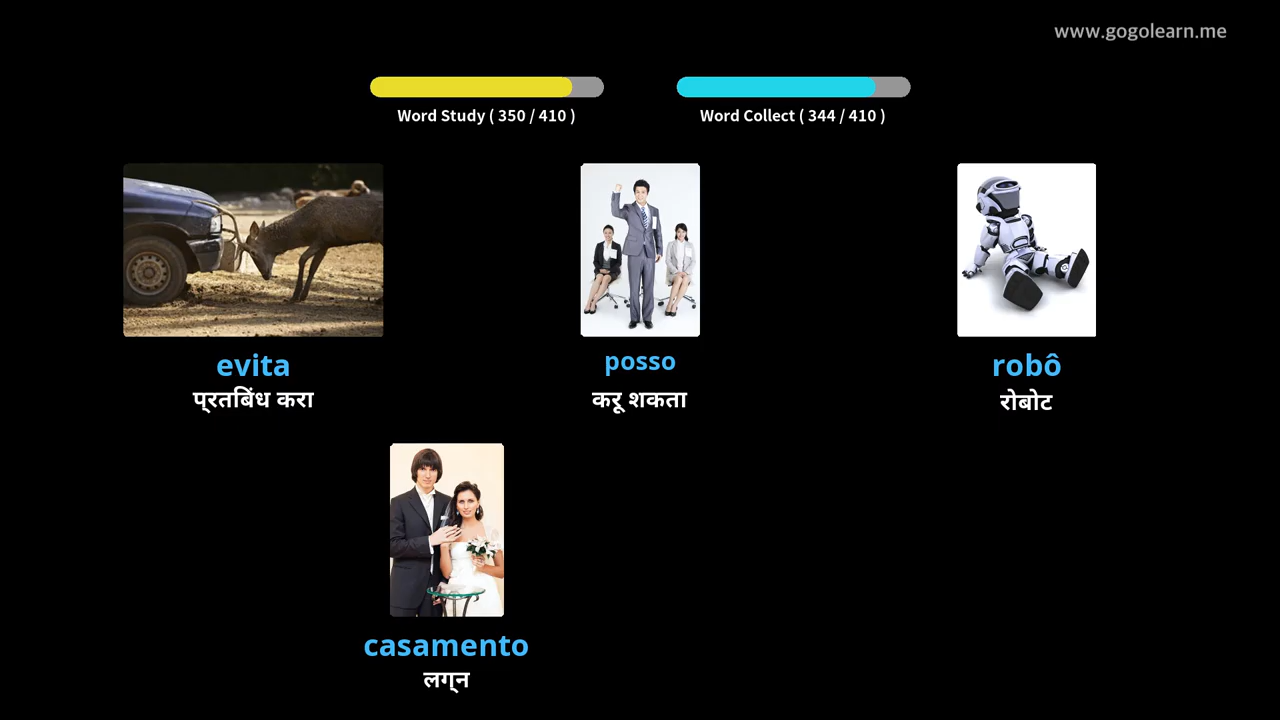 www.gogolearn.me
Word Study ( 350 / 410 )
Word Collect ( 344 / 410 )
evita
प्रतिबंध करा
posso
करू शकता
robô
रोबोट
casamento
लग्न